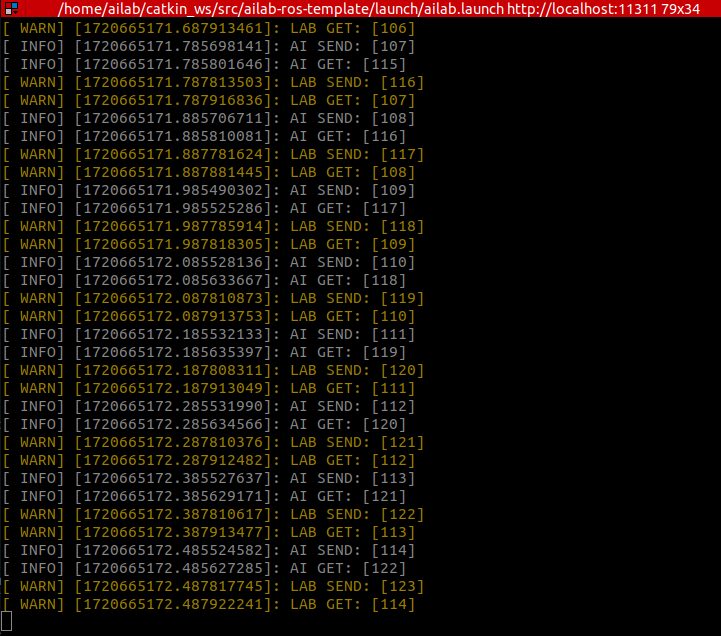 /home/ailab/catkin_ws/src/ailab-ros-template/launch/ailab.launch http://localhost:11311 79x34
[ WARN] [1720665171.687913461]: LAB GET: [106]
[ INFO] [1720665171.785698141]: AI SEND: [107]
[ INFO] [1720665171.785801646]: AI GET: [115]
[ WARN] [1720665171.787813503]: LAB SEND: [116]
[ WARN] [1720665171.787916836]: LAB GET: [107]
[ INFO] [1720665171.885706711]: AI SEND: [108]
[ INFO] [1720665171.885810081]: AI GET: [116]
[ WARN] [1720665171.887781624]: LAB SEND: [117]
[ WARN] [1720665171.887881445]: LAB GET: [108]
[ INFO] [1720665171.985490302]: AI SEND: [109]
[ INFO] [1720665171.985525286]: AI GET: [117]
[ WARN] [1720665171.987785914]: LAB SEND: [118]
[ WARN] [1720665171.987818305]: LAB GET: [109]
[ INFO] [1720665172.085528136]: AI SEND: [110]
[ INFO] [1720665172.085633667]: AI GET: [118]
[ WARN] [1720665172.087810873]: LAB SEND: [119]
[ WARN] [1720665172.087913753]: LAB GET: [110]
[ INFO] [1720665172.185532133]: AI SEND: [111]
[ INFO] [1720665172.185635397]: AI GET: [119]
[ WARN] [1720665172.187808311]: LAB SEND: [120]
[ WARN] [1720665172.187913049]: LAB GET: [111]
[ INFO] [1720665172.285531990]: AI SEND: [112]
[ INFO] [1720665172.285634566]: AI GET: [120]
[ WARN] [1720665172.287810376]: LAB SEND: [121]
[ WARN] [1720665172.287912482]: LAB GET: [112]
[ INFO] [1720665172.385527637]: AI SEND: [113]
[ INFO] [1720665172.385629171]: AI GET: [121]
[ WARN] [1720665172.387810617]: LAB SEND: [122]
[ WARN] [1720665172.387913477]: LAB GET: [113]
[ INFO] [1720665172.485524582]: AI SEND: [114]
[ INFO] [1720665172.485627285]: AI GET: [122]
[ WARN] [1720665172.487817745]: LAB SEND: [123]
[ WARN] [1720665172.487922241]: LAB GET: [114]